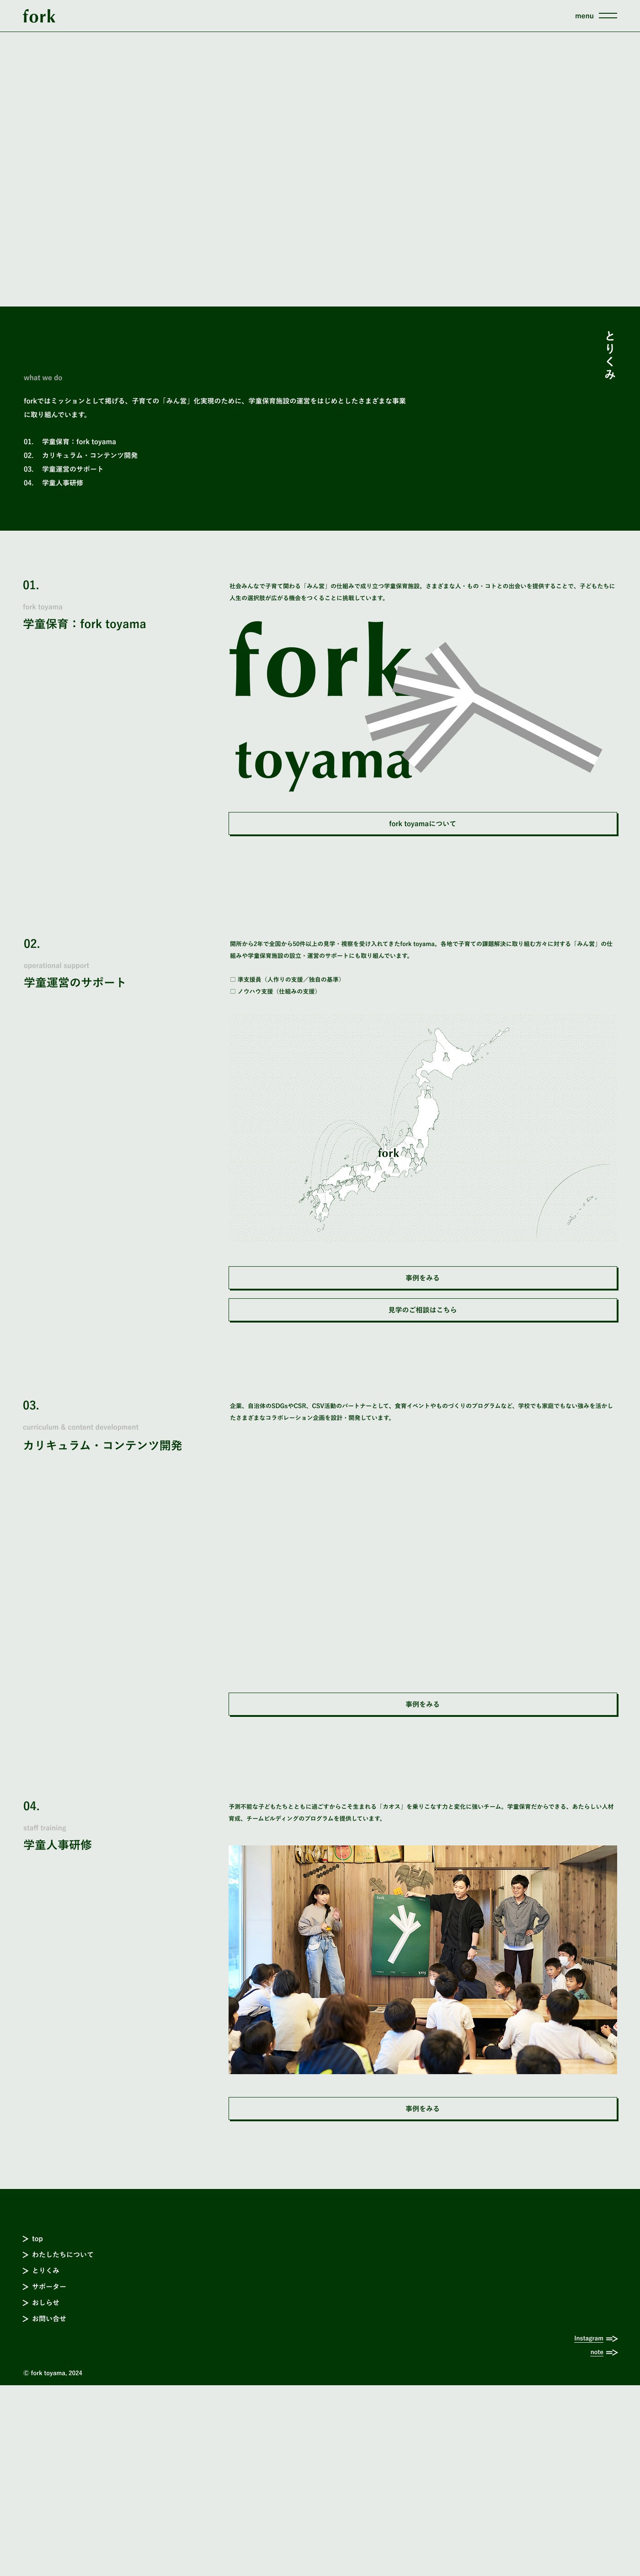 fork
menu
とりくみ
what we do
forkではミッションとして掲げる、子育ての『みん営』化実現のために、学童保育施設の運営をはじめとしたさまざまな事業
に取り組んでいます。
01. 学童保育：fork toyama
02. カリキュラム・コンテンツ開発
03. 学童運営のサポート
04. 学童人事研修
01.
fork toyama
学童保育：fork toyama
社会みんなで子育て関わる「みん営」の仕組みで成り立つ学童保育施設。さまざまな人・もの・コトとの出会いを提供することで、子どもたちに
人生の選択肢が広がる機会をつくることに挑戦しています。
fork
toyama
fork toyamaについて
02.
operational support
学童運営のサポート
開所から2年で全国から50件以上の見学・視察を受け入れてきたfork toyama。各地で子育ての課題解決に取り組む方々に対する「みん営」の仕
組みや学童保育施設の設立・運営のサポートにも取り組んでいます。
□ 準支援員（人作りの支援／独自の基準）
□ ノウハウ支援（仕組みの支援）
fork
事例をみる
見学のご相談はこちら
03.
curriculum & content development
カリキュラム・コンテンツ開発
企業、自治体のSDGsやCSR、CSV活動のパートナーとして、食育イベントやものづくりのプログラムなど、学校でも家庭でもない強みを活かし
たさまざまなコラボレーション企画を設計・開発しています。
事例をみる
04.
staff training
学童人事研修
予測不能な子どもたちとともに過ごすからこそ生まれる「カオス」を乗りこなす力と変化に強いチーム。学童保育だからできる、あたらしい人材
育成、チームビルディングのプログラムを提供しています。
事例をみる
top
わたしたちについて
とりくみ
サポーター
おしらせ
お問い合せ
Instagram
note
© fork toyama, 2024